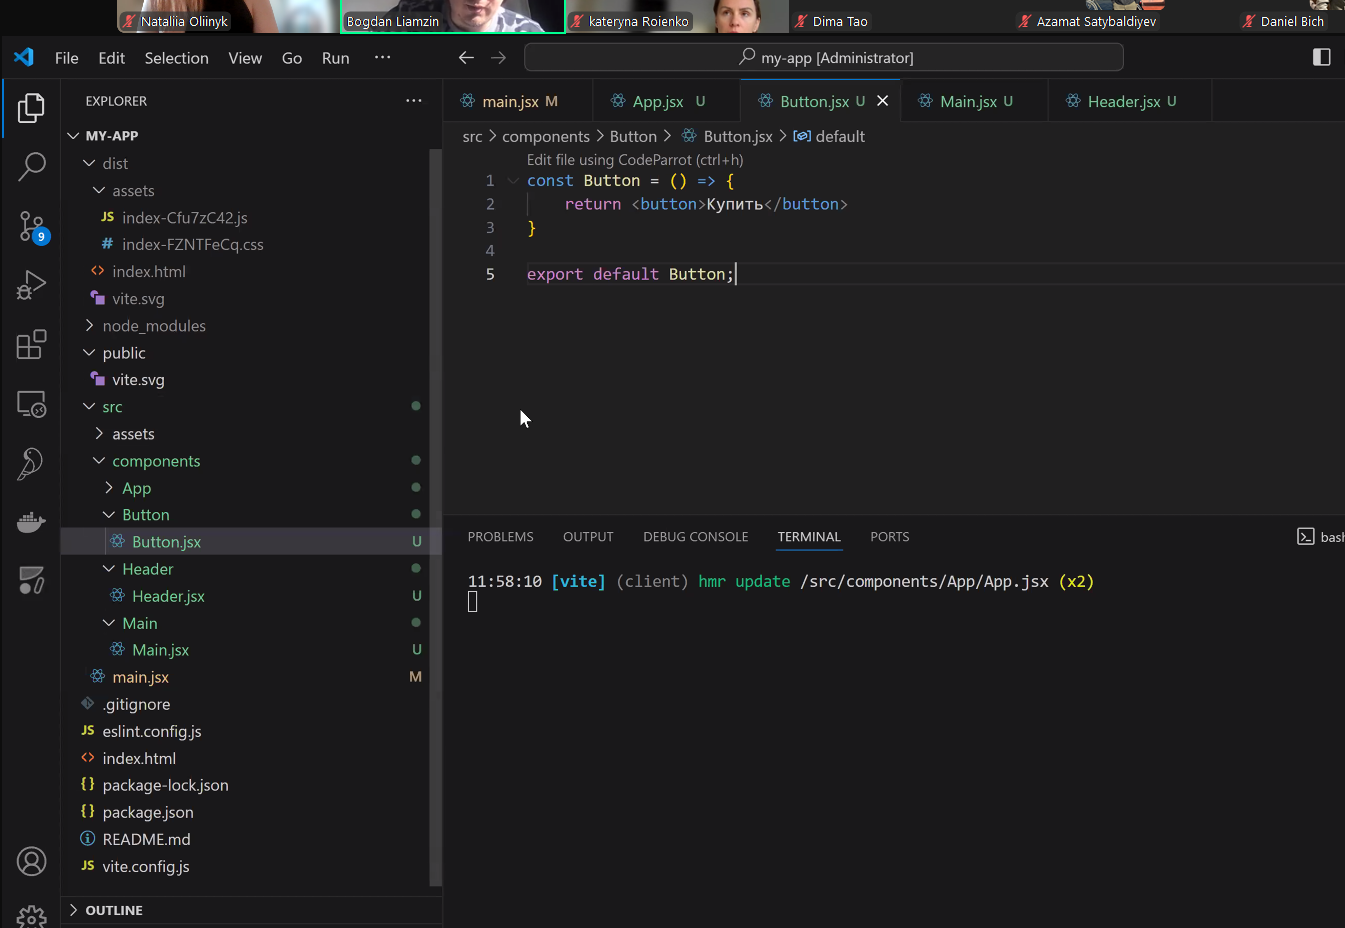 Nataliia Oliinyk
Bogdan Liamzin
kateryna Roienko
Dima Tao
Azamat Satybaldiyev
Daniel Bich
File Edit Selection View Go Run ···
my-app [Administrator]
EXPLORER ···
MY-APP
dist
assets
JS index-Cfu7zC42.js
# index-FZNTFeCq.css
<> index.html
vite.svg
node_modules
public
vite.svg
src
assets
components
App
Button
Button.jsx U
Header
Header.jsx U
Main
Main.jsx U
main.jsx M
.gitignore
JS eslint.config.js
<> index.html
{} package-lock.json
{} package.json
README.md
JS vite.config.js
OUTLINE
9
main.jsx M
App.jsx U
Button.jsx U
Main.jsx U
Header.jsx U
src > components > Button > Button.jsx > default
Edit file using CodeParrot (ctrl+h)
1 const Button = () => {
2 return <button>Купить</button>
3 }
4
5 export default Button;
PROBLEMS OUTPUT DEBUG CONSOLE TERMINAL PORTS
bash
11:58:10 [vite] (client) hmr update /src/components/App/App.jsx (x2)